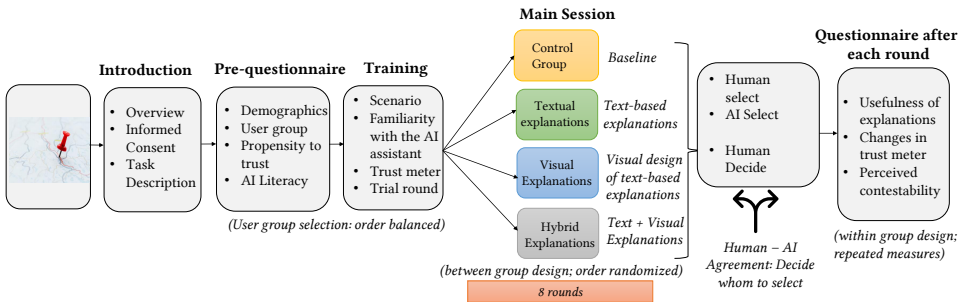 Introduction
• Overview
• Informed
Consent
• Task
Description
Pre-questionnaire
• Demographics
• User group
• Propensity to
trust
• AI Literacy
Training
• Scenario
• Familiarity
with the AI
assistant
• Trust meter
• Trial round
(User group selection: order balanced)
Main Session
Control
Group
Baseline
Textual
explanations
Text-based
explanations
Visual
Explanations
Visual design
of text-based
explanations
Hybrid
Explanations
Text + Visual
Explanations
(between group design; order randomized)
8 rounds
• Human
select
• AI Select
• Human
Decide
Human – AI
Agreement: Decide
whom to select
Questionnaire after
each round
• Usefulness of
explanations
• Changes in
trust meter
• Perceived
contestability
(within group design;
repeated measures)